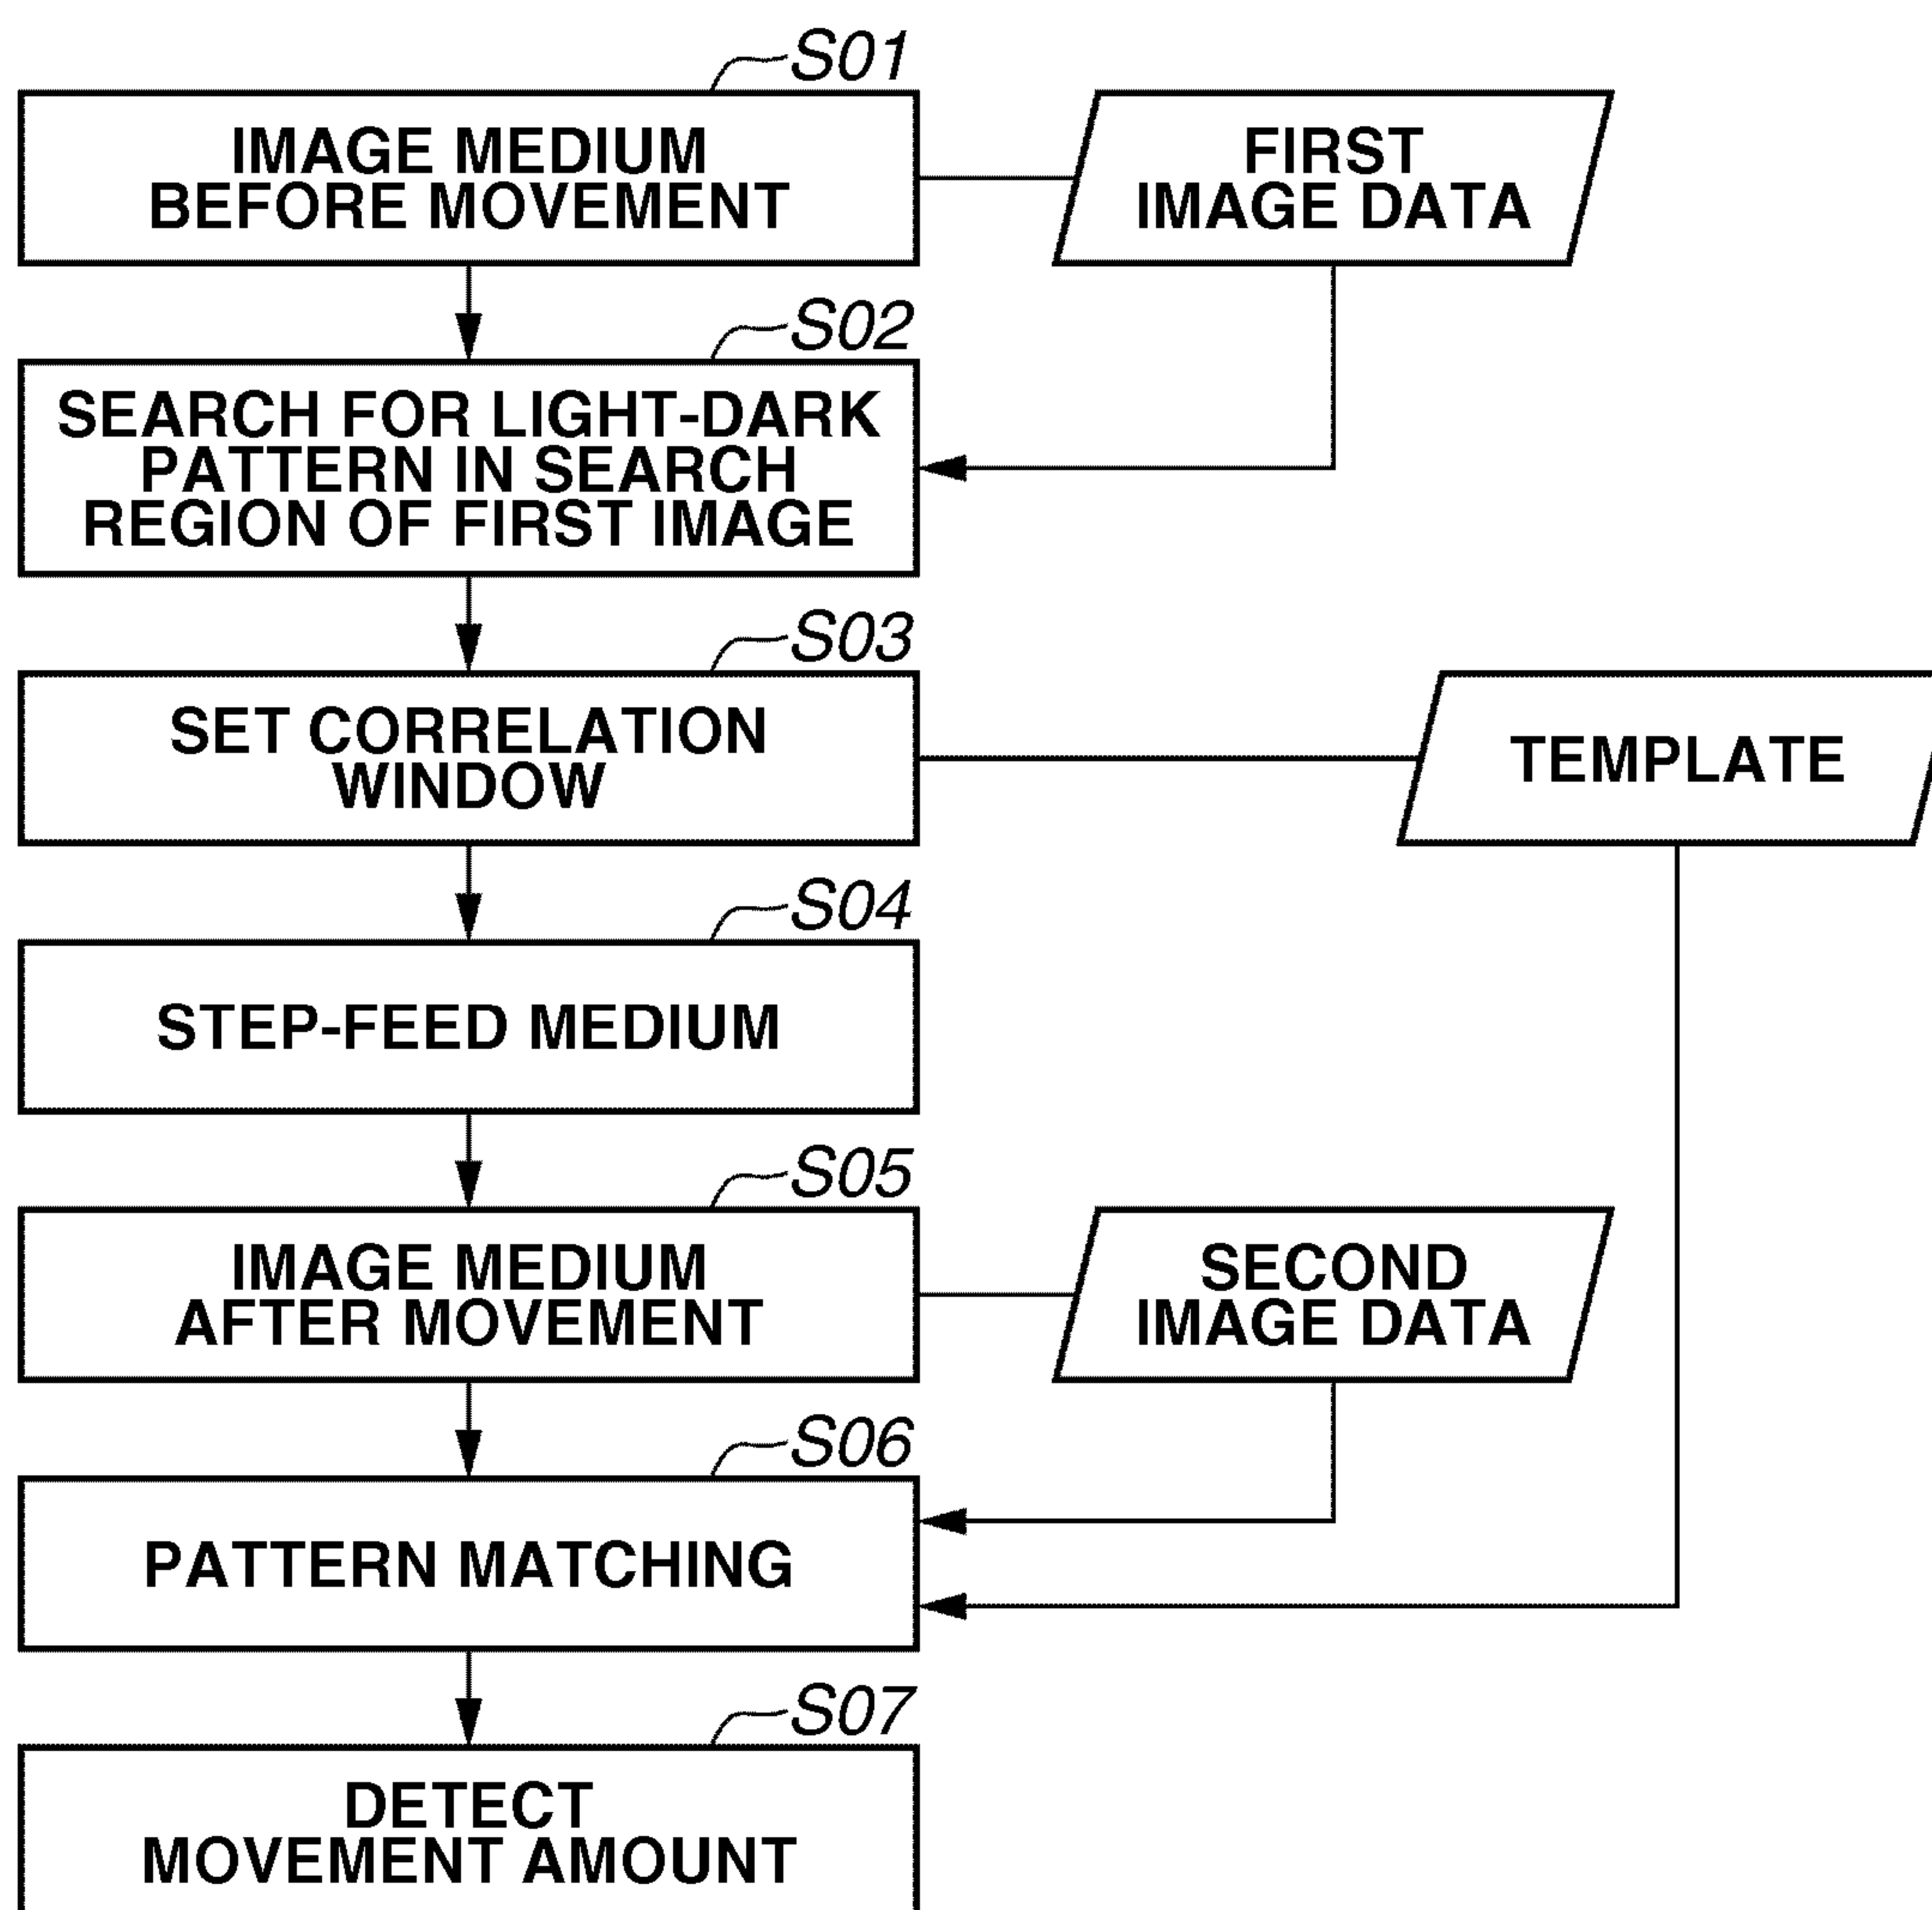 S01
IMAGE MEDIUM
BEFORE MOVEMENT
FIRST
IMAGE DATA
S02
SEARCH FOR LIGHT-DARK
PATTERN IN SEARCH
REGION OF FIRST IMAGE
S03
SET CORRELATION
WINDOW
TEMPLATE
S04
STEP-FEED MEDIUM
S05
IMAGE MEDIUM
AFTER MOVEMENT
SECOND
IMAGE DATA
S06
PATTERN MATCHING
S07
DETECT
MOVEMENT AMOUNT